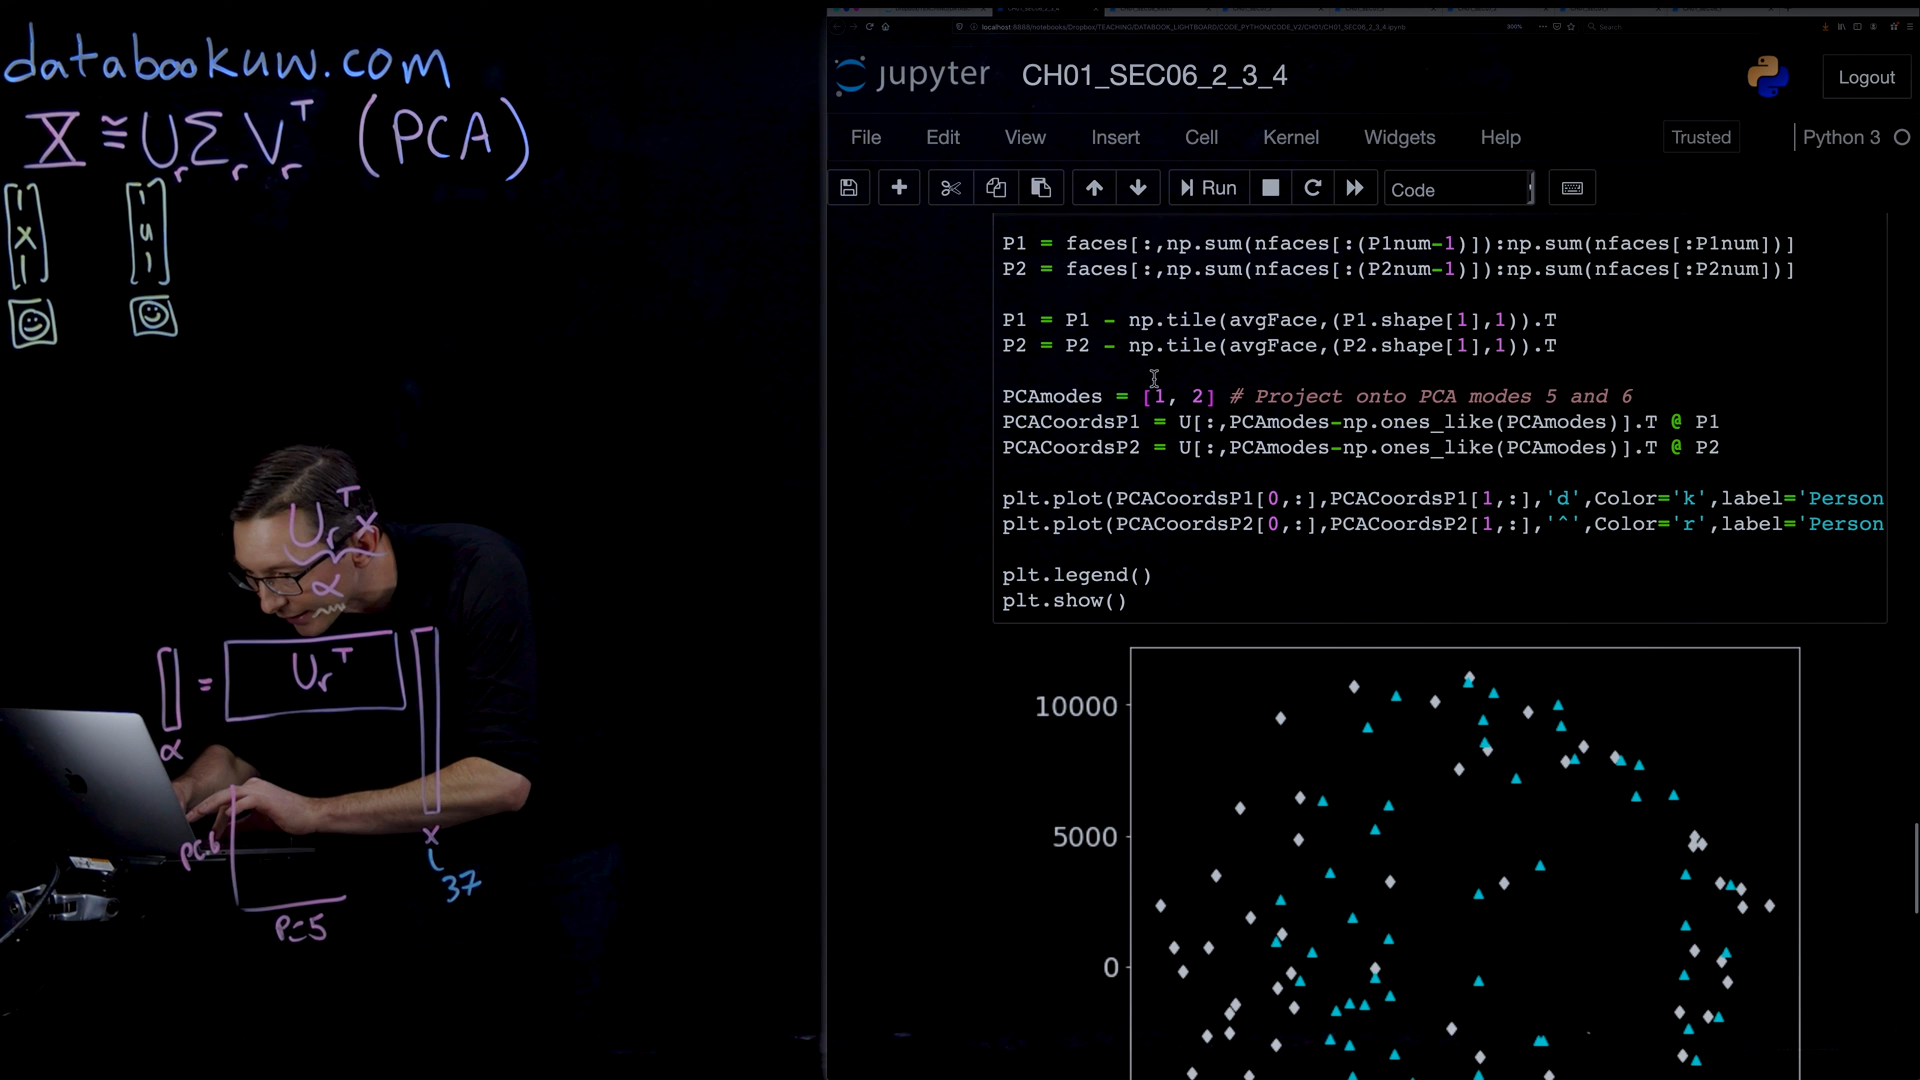 databookuw.com
X ≅ UᵣΣᵣVᵣᵀ (PCA)
x
u
Uᵣᵀx
α
α = Uᵣᵀ x
37
PC6
PC5
jupyter CH01_SEC06_2_3_4
Logout
File Edit View Insert Cell Kernel Widgets Help
Trusted
Python 3
Run
Code
P1 = faces[:,np.sum(nfaces[:(P1num-1)]):np.sum(nfaces[:P1num])]
P2 = faces[:,np.sum(nfaces[:(P2num-1)]):np.sum(nfaces[:P2num])]
P1 = P1 - np.tile(avgFace,(P1.shape[1],1)).T
P2 = P2 - np.tile(avgFace,(P2.shape[1],1)).T
PCAmodes = [1, 2] # Project onto PCA modes 5 and 6
PCACoordsP1 = U[:,PCAmodes-np.ones_like(PCAmodes)].T @ P1
PCACoordsP2 = U[:,PCAmodes-np.ones_like(PCAmodes)].T @ P2
plt.plot(PCACoordsP1[0,:],PCACoordsP1[1,:],'d',Color='k',label='Person
plt.plot(PCACoordsP2[0,:],PCACoordsP2[1,:],'^',Color='r',label='Person
plt.legend()
plt.show()
10000
5000
0